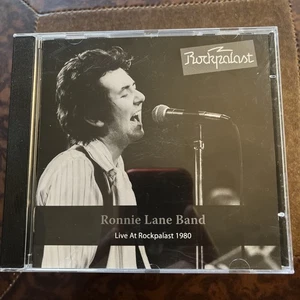 Rockpalast
Ronnie Lane Band
Live At Rockpalast 1980